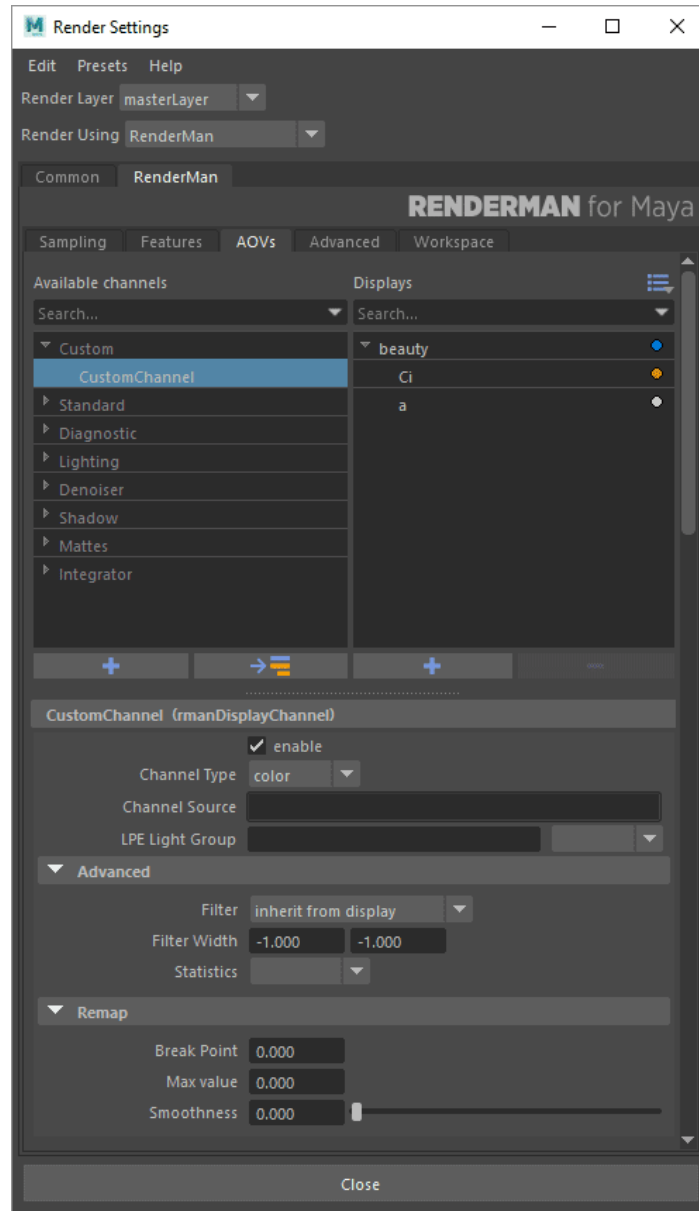 Render Settings
Edit Presets Help
Render Layer masterLayer
Render Using RenderMan
Common RenderMan
RENDERMAN for Maya
Sampling Features AOVs Advanced Workspace
Available channels Displays
Search... Search...
Custom beauty
CustomChannel Ci
Standard a
Diagnostic
Lighting
Denoiser
Shadow
Mattes
Integrator
CustomChannel (rmanDisplayChannel)
enable
Channel Type color
Channel Source
LPE Light Group
Advanced
Filter inherit from display
Filter Width -1.000 -1.000
Statistics
Remap
Break Point 0.000
Max value 0.000
Smoothness 0.000
Close